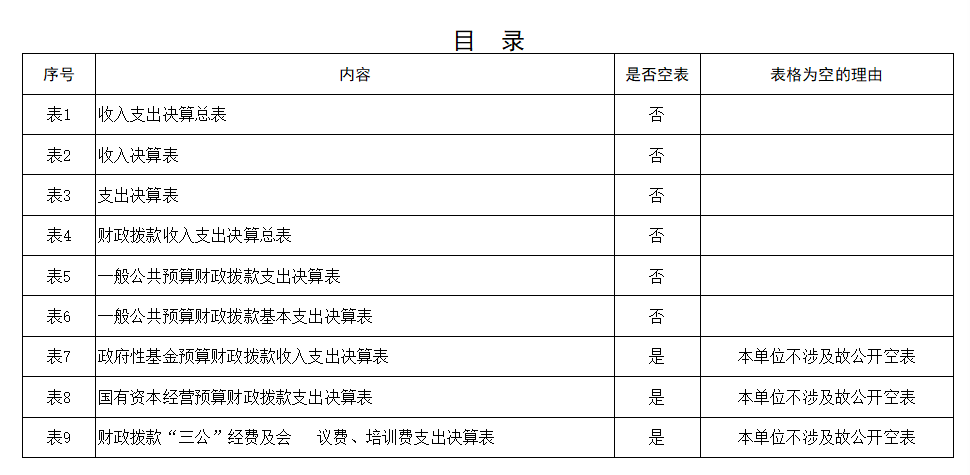 目 录
序号 内容 是否空表 表格为空的理由
表1 收入支出决算总表 否
表2 收入决算表 否
表3 支出决算表 否
表4 财政拨款收入支出决算总表 否
表5 一般公共预算财政拨款支出决算表 否
表6 一般公共预算财政拨款基本支出决算表 否
表7 政府性基金预算财政拨款收入支出决算表 是 本单位不涉及故公开空表
表8 国有资本经营预算财政拨款支出决算表 是 本单位不涉及故公开空表
表9 财政拨款“三公”经费及会 议费、培训费支出决算表 是 本单位不涉及故公开空表